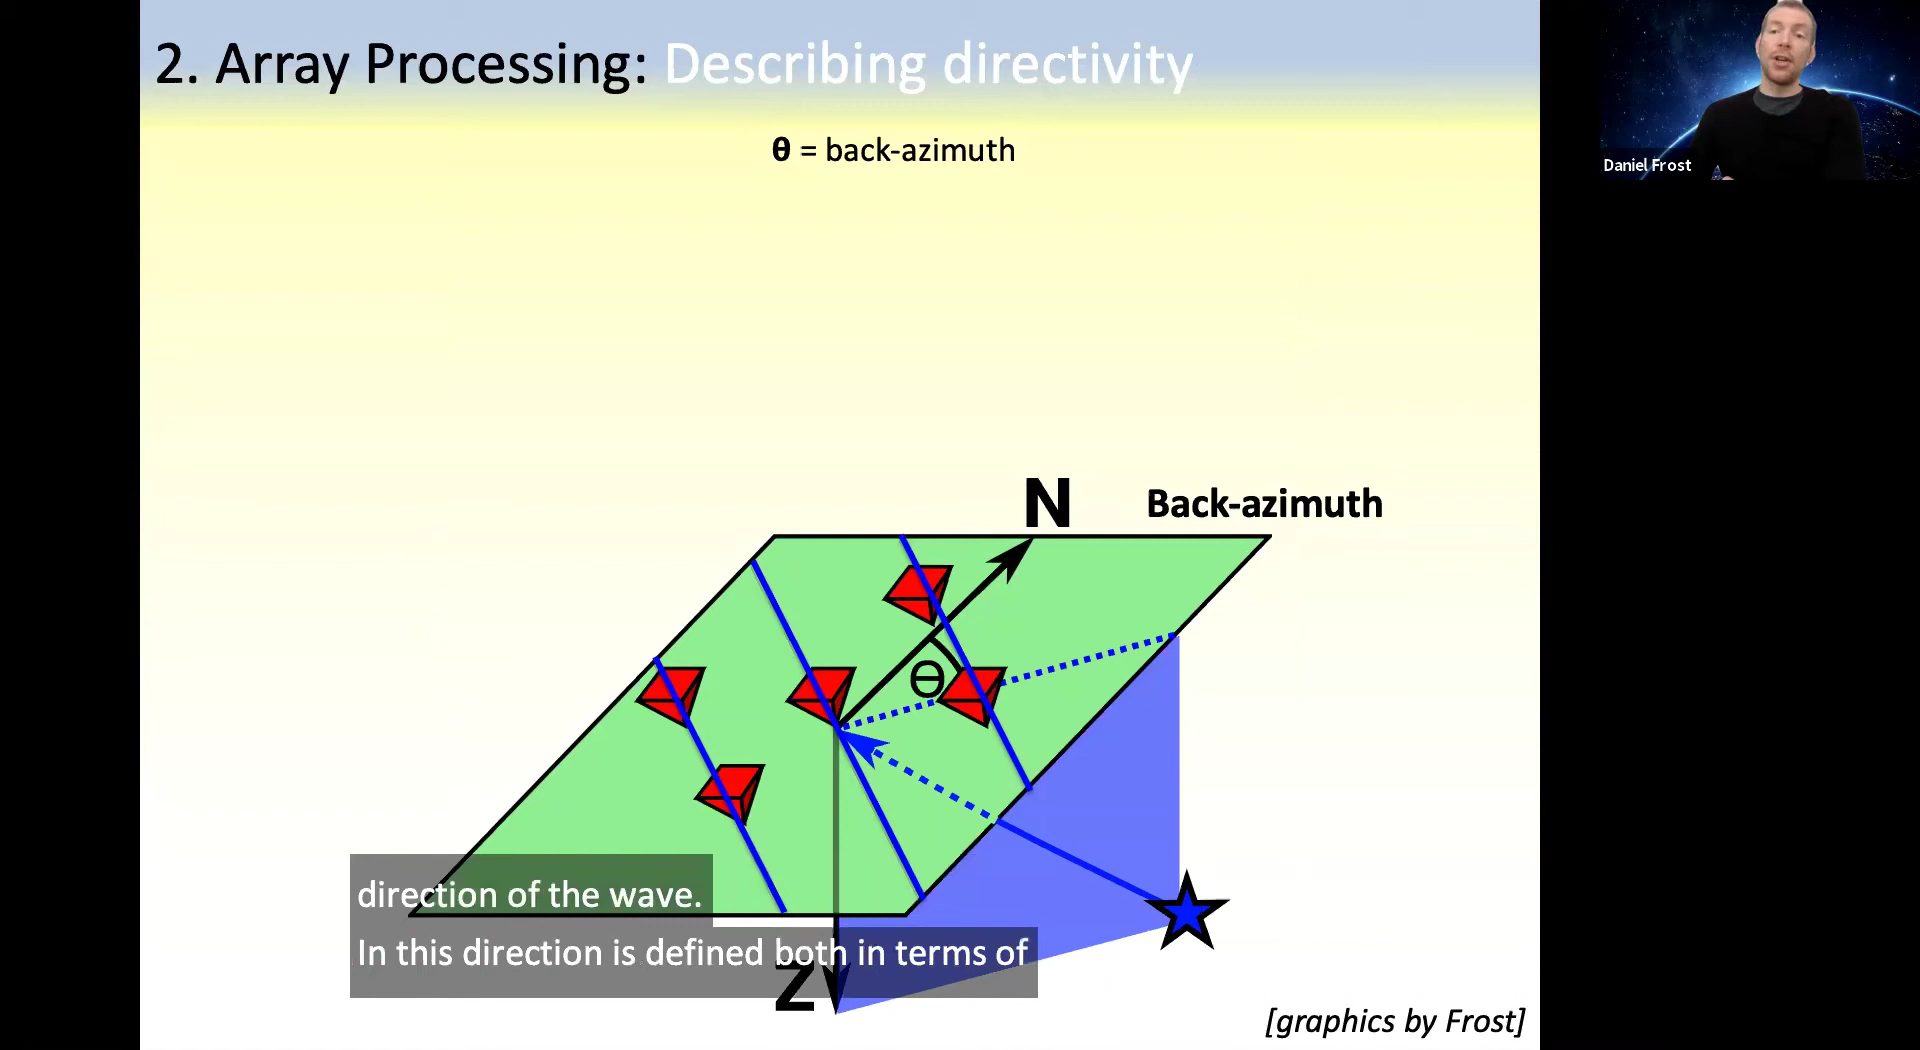 2. Array Processing: Describing directivity
Daniel Frost
θ = back-azimuth
N
Back-azimuth
Θ
direction of the wave.
In this direction is defined both in terms of
Z
[graphics by Frost]